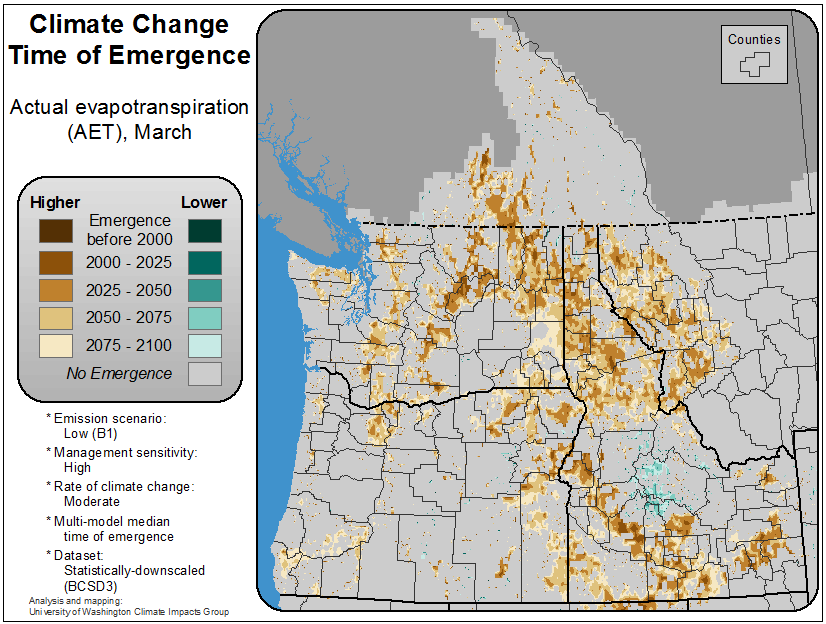 Climate Change
Time of Emergence
Actual evapotranspiration
(AET), March
Higher
Lower
Emergence
before 2000
2000 - 2025
2025 - 2050
2050 - 2075
2075 - 2100
No Emergence
* Emission scenario:
Low (B1)
* Management sensitivity:
High
* Rate of climate change:
Moderate
* Multi-model median
time of emergence
* Dataset:
Statistically-downscaled
(BCSD3)
Analysis and mapping:
University of Washington Climate Impacts Group
Counties